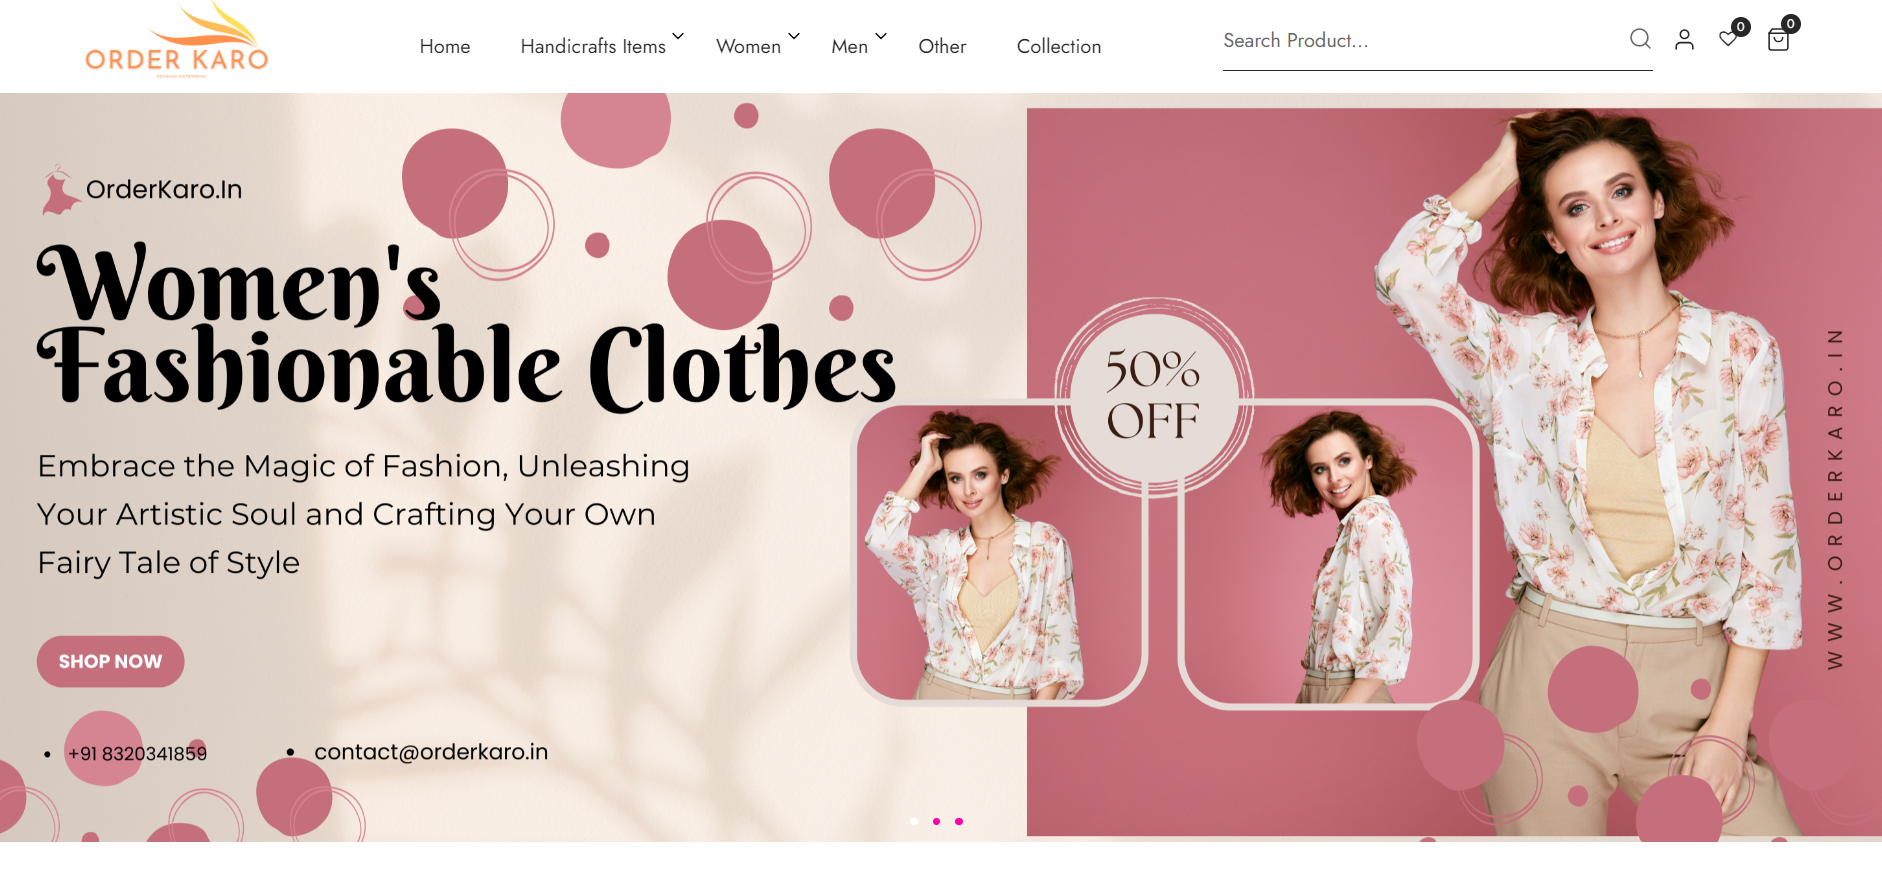 ORDER KARO
Home
Handicrafts Items
Women
Men
Other
Collection
Search Product...
0
0
OrderKaro.In
Women's
Fashionable Clothes
Embrace the Magic of Fashion, Unleashing
Your Artistic Soul and Crafting Your Own
Fairy Tale of Style
SHOP NOW
+91 8320341859
contact@orderkaro.in
50%
OFF
WWW.ORDERKARO.IN